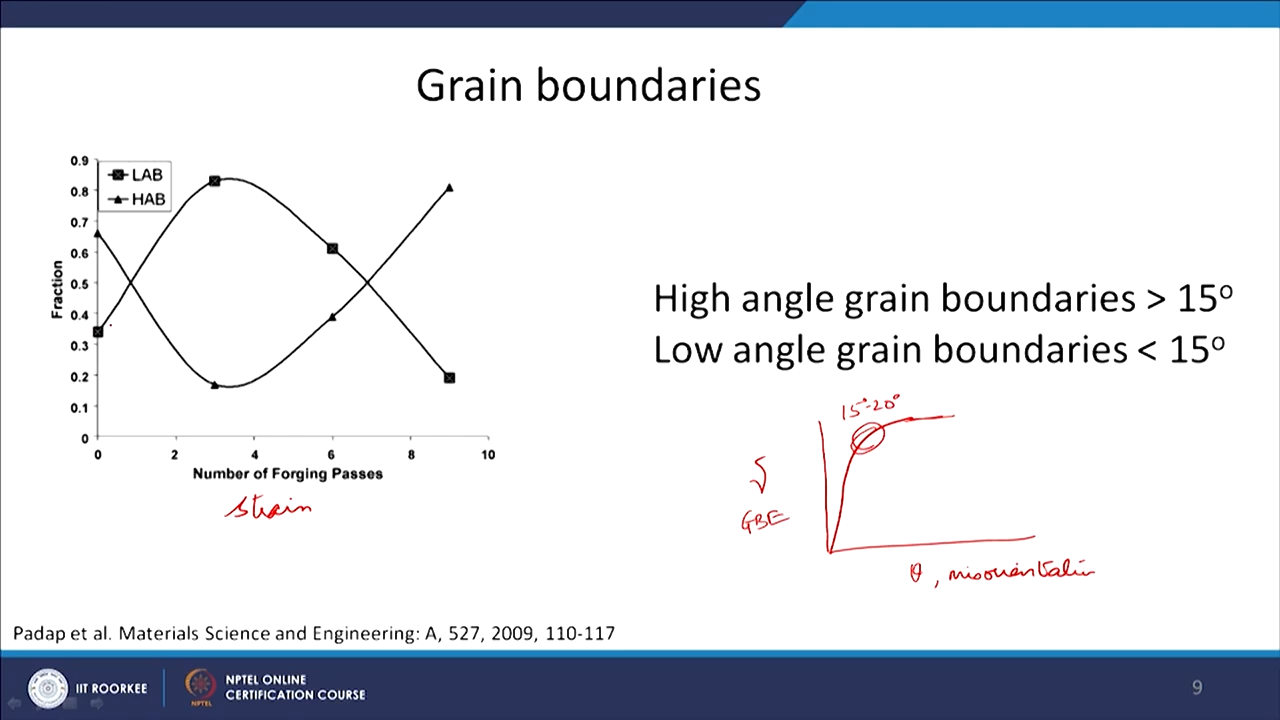 Grain boundaries
0.9
0.8
0.7
0.6
0.5
0.4
0.3
0.2
0.1
0
LAB
HAB
Fraction
0 2 4 6 8 10
Number of Forging Passes
strain
High angle grain boundaries > 15º
Low angle grain boundaries < 15º
15°-20°
GBE
θ, misorientation
Padap et al. Materials Science and Engineering: A, 527, 2009, 110-117
IIT ROORKEE
NPTEL
NPTEL ONLINE
CERTIFICATION COURSE
9